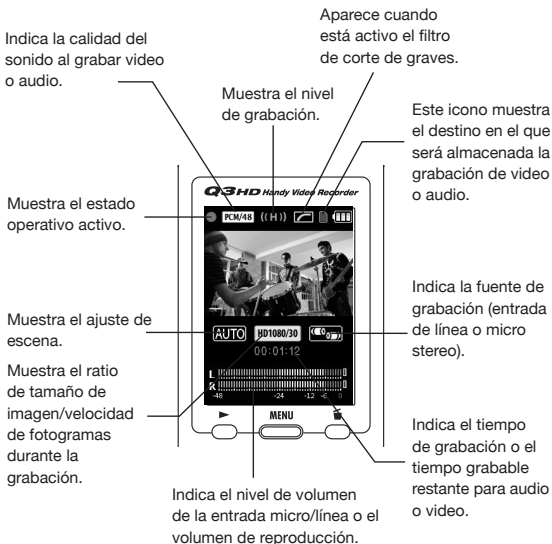 Indica la calidad del
sonido al grabar video
o audio.
Muestra el nivel
de grabación.
Aparece cuando
está activo el filtro
de corte de graves.
Este icono muestra
el destino en el que
será almacenada la
grabación de video
o audio.
Muestra el estado
operativo activo.
Q3HD Handy Video Recorder
PCM/48 ((H))
Indica la fuente de
grabación (entrada
de línea o micro
stereo).
Muestra el ajuste de
escena.
AUTO HD1080/30
00:01:12
Muestra el ratio
de tamaño de
imagen/velocidad
de fotogramas
durante la
grabación.
L
R
-48 -24 -12 -6 0
MENU
Indica el tiempo
de grabación o el
tiempo grabable
restante para audio
o video.
Indica el nivel de volumen
de la entrada micro/línea o el
volumen de reproducción.